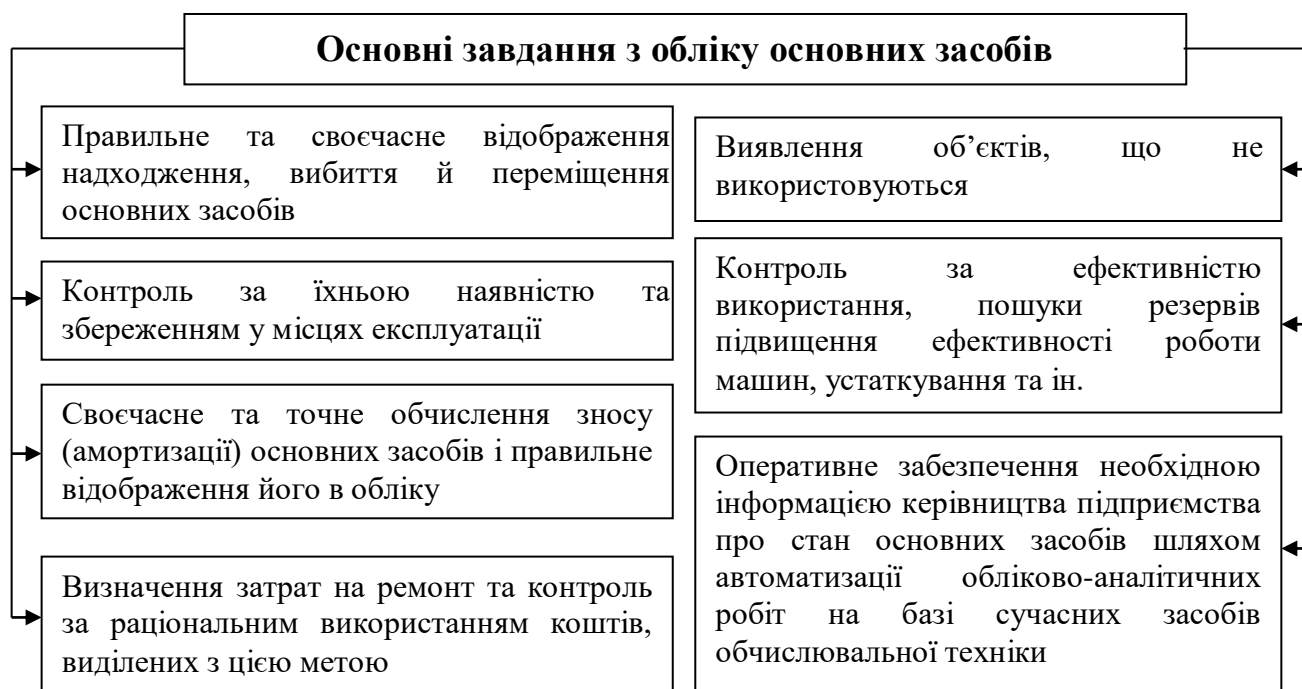 Основні завдання з обліку основних засобів
Правильне та своєчасне відображення
надходження, вибиття й переміщення
основних засобів
Контроль за їхньою наявністю та
збереженням у місцях експлуатації
Своєчасне та точне обчислення зносу
(амортизації) основних засобів і правильне
відображення його в обліку
Визначення затрат на ремонт та контроль
за раціональним використанням коштів,
виділених з цією метою
Виявлення об’єктів, що не
використовуються
Контроль за ефективністю
використання, пошуки резервів
підвищення ефективності роботи
машин, устаткування та ін.
Оперативне забезпечення необхідною
інформацією керівництва підприємства
про стан основних засобів шляхом
автоматизації обліково-аналітичних
робіт на базі сучасних засобів
обчислювальної техніки